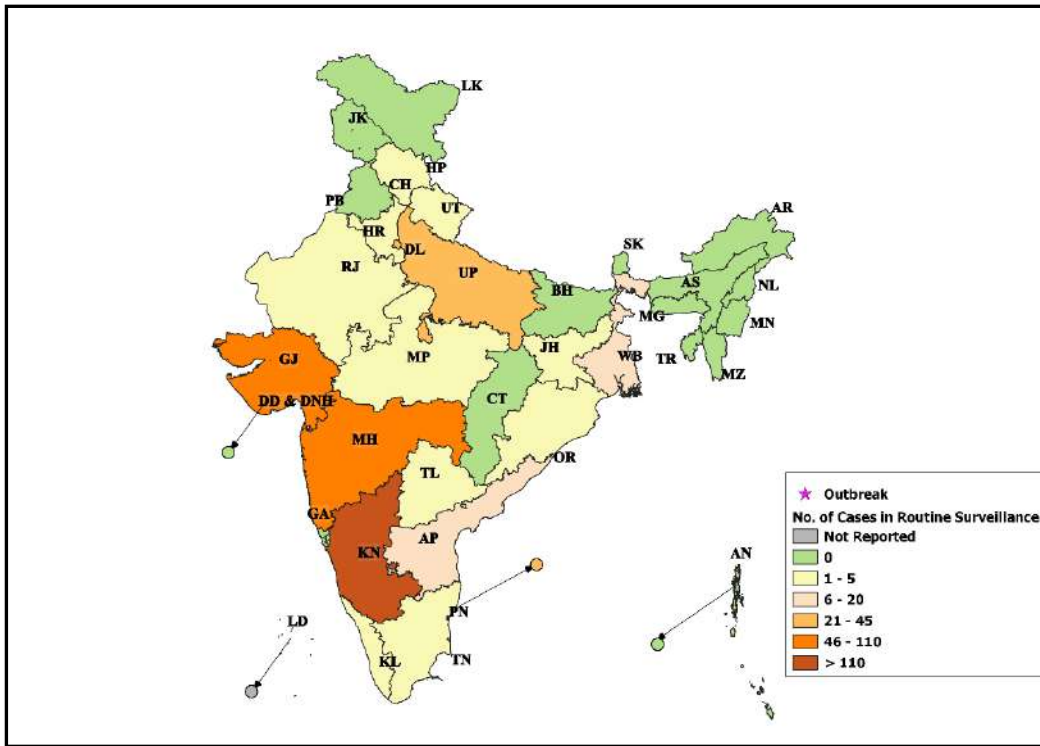 LK
JK
HP
CH
PB
UT
AR
HR
SK
DL
RJ
UP
AS
NL
BH
MG
MN
JH
GJ
MP
WB
TR
MZ
CT
DD & DNH
MH
OR
TL
GA
AP
KN
AN
PN
LD
KL
TN
Outbreak
No. of Cases in Routine Surveillance
Not Reported
0
1 - 5
6 - 20
21 - 45
46 - 110
> 110